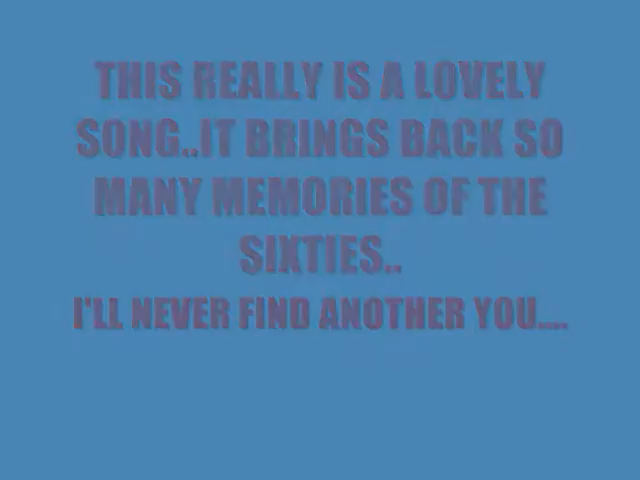 THIS REALLY IS A LOVELY
SONG..IT BRINGS BACK SO
MANY MEMORIES OF THE
SIXTIES..
I'LL NEVER FIND ANOTHER YOU....